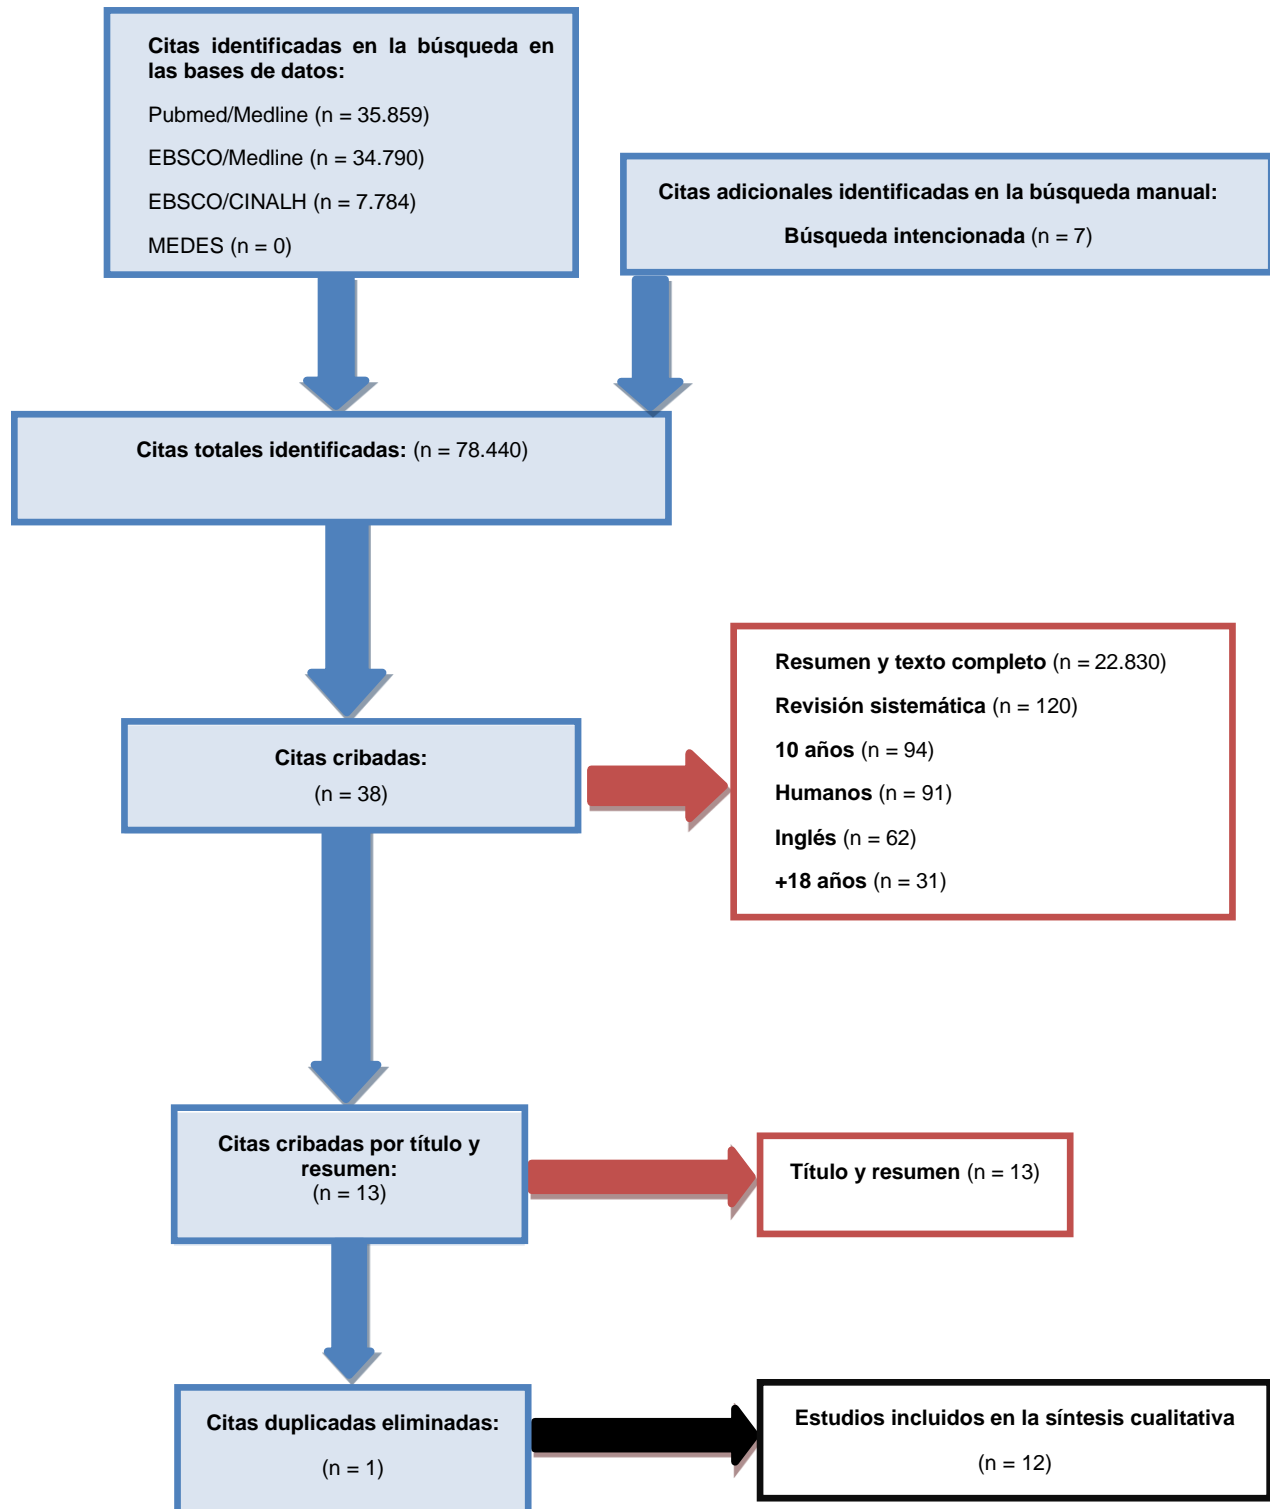 Citas identificadas en la búsqueda en
las bases de datos:
Pubmed/Medline (n = 35.859)
EBSCO/Medline (n = 34.790)
EBSCO/CINALH (n = 7.784)
MEDES (n = 0)
Citas adicionales identificadas en la búsqueda manual:
Búsqueda intencionada (n = 7)
Citas totales identificadas: (n = 78.440)
Resumen y texto completo (n = 22.830)
Revisión sistemática (n = 120)
10 años (n = 94)
Humanos (n = 91)
Inglés (n = 62)
+18 años (n = 31)
Citas cribadas:
(n = 38)
Citas cribadas por título y
resumen:
(n = 13)
Título y resumen (n = 13)
Citas duplicadas eliminadas:
(n = 1)
Estudios incluidos en la síntesis cualitativa
(n = 12)